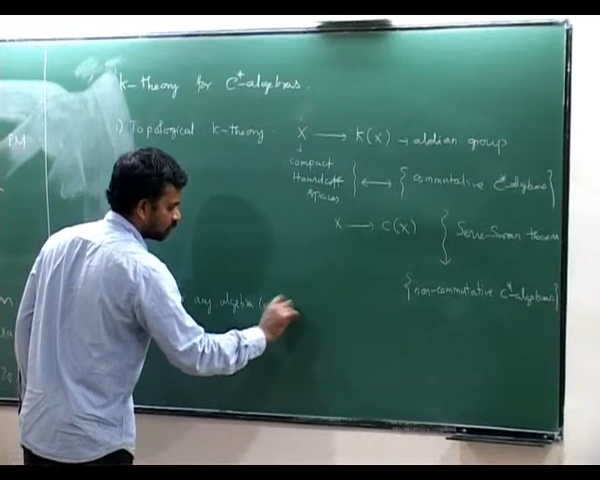 K-theory for C*-algebras.
1) Topological K-theory. X → K(X) → abelian group
PM
compact Hausdorff spaces } ↔ { commutative C*-algebras }
X → C(X) } Serre-Swan theorem
{ non-commutative C*-algebras }
any algebra (